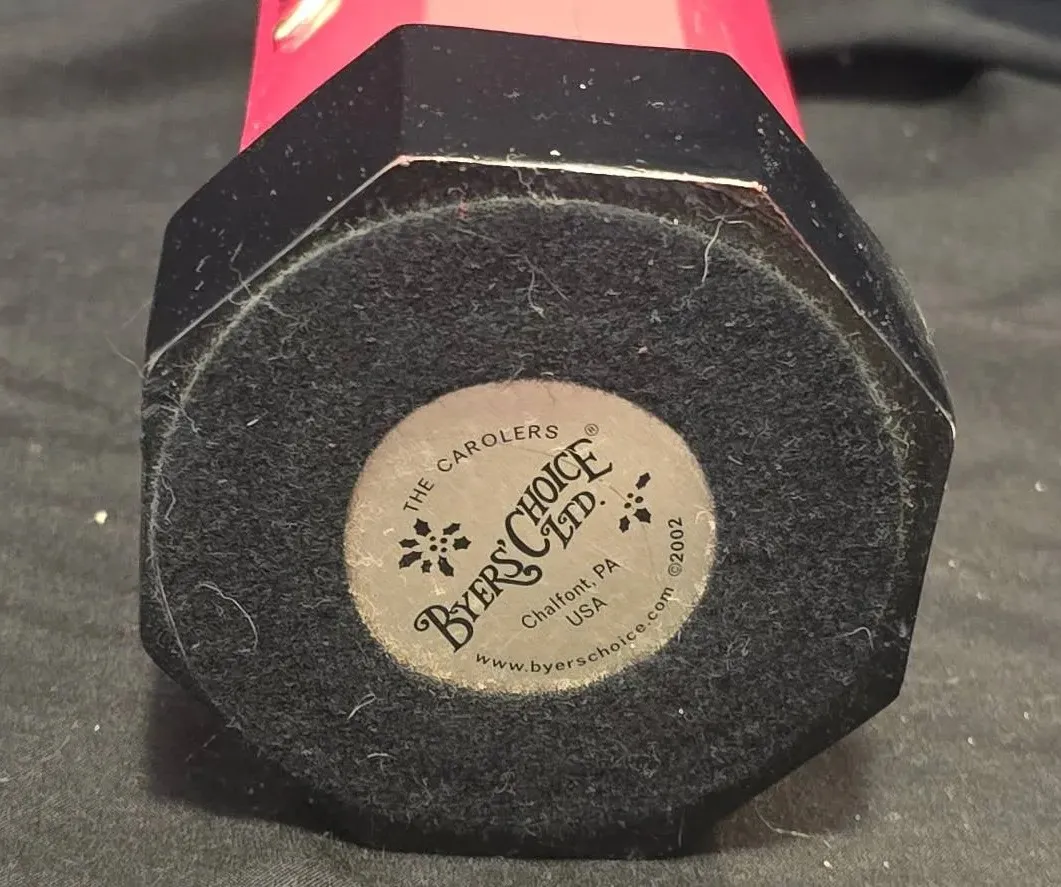 THE CAROLERS ®
BYERS' CHOICE
LTD.
Chalfont, PA
USA
www.byerschoice.com ©2002